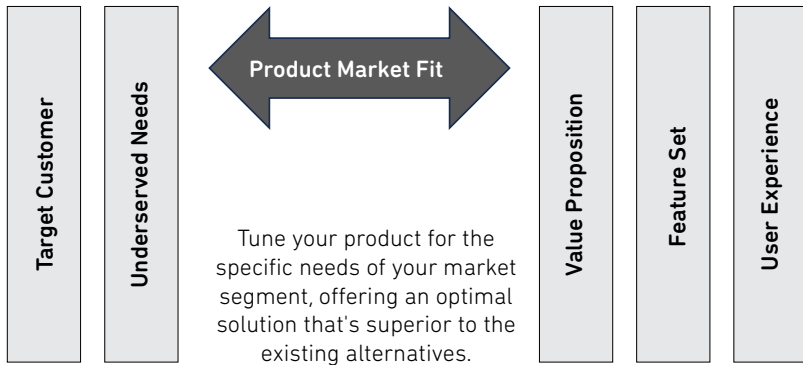 Target Customer
Underserved Needs
Product Market Fit
Tune your product for the
specific needs of your market
segment, offering an optimal
solution that's superior to the
existing alternatives.
Value Proposition
Feature Set
User Experience